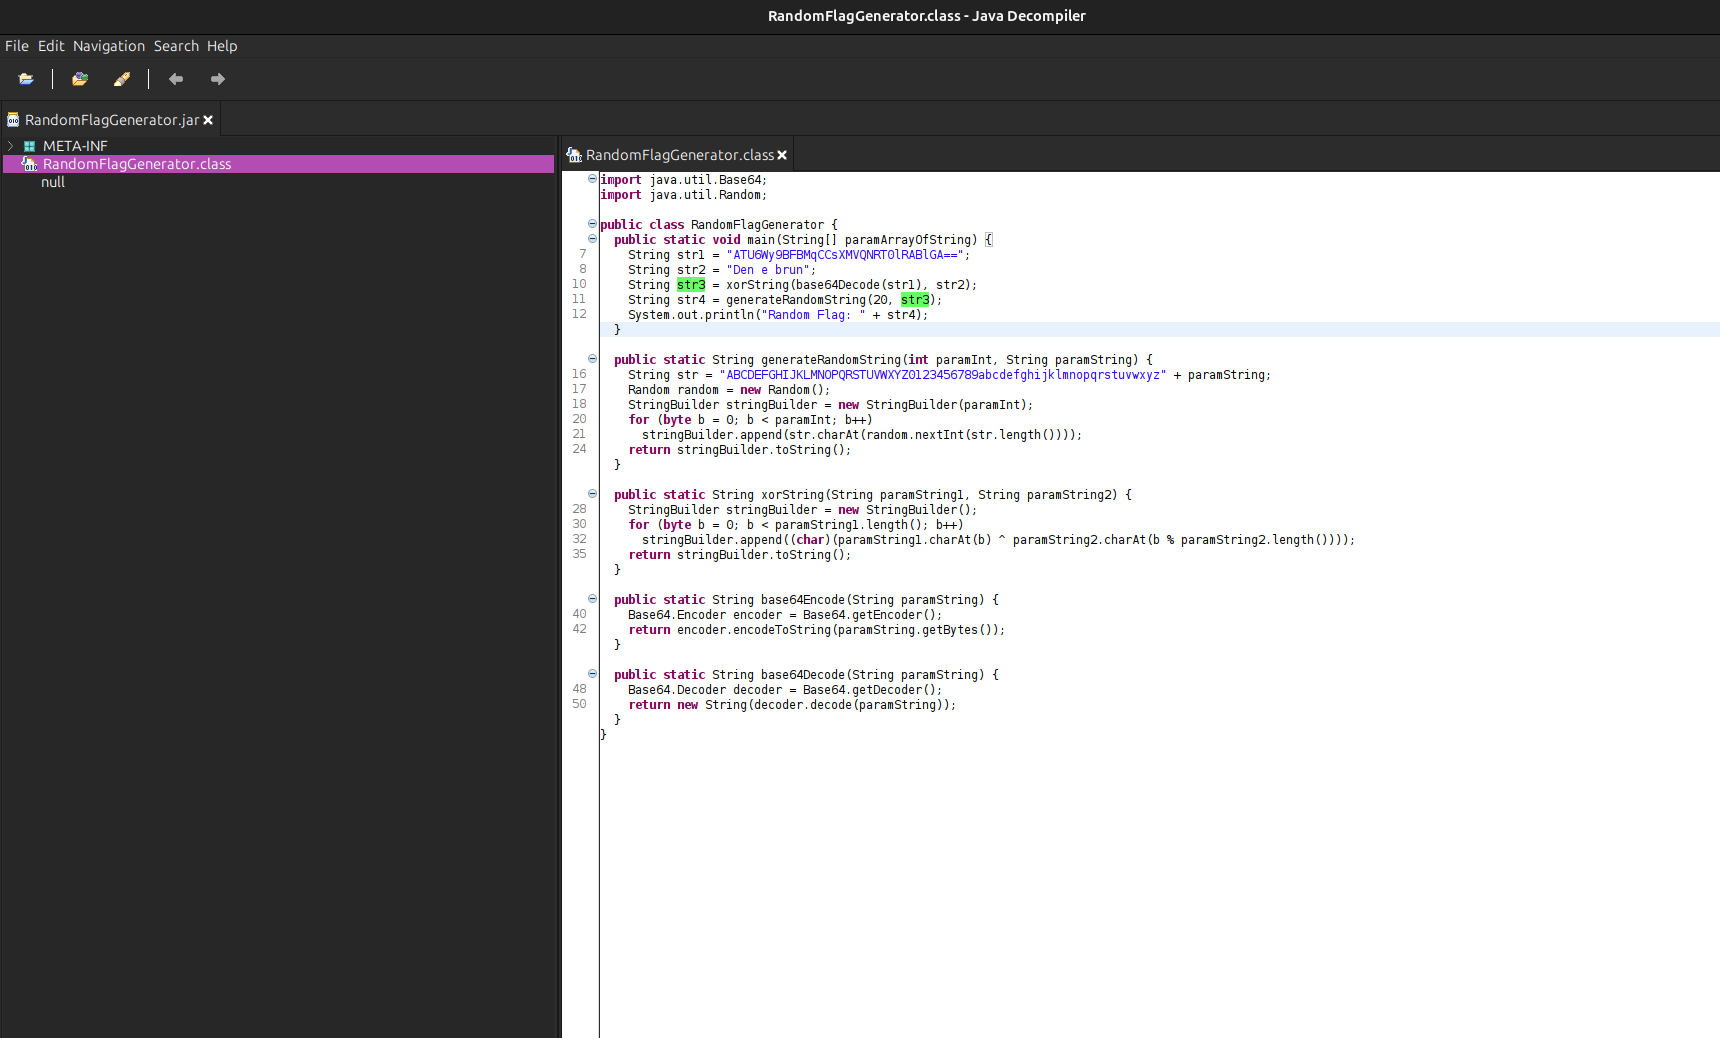 RandomFlagGenerator.class - Java Decompiler
File Edit Navigation Search Help
RandomFlagGenerator.jar
META-INF
RandomFlagGenerator.class
null
RandomFlagGenerator.class
import java.util.Base64;
import java.util.Random;
public class RandomFlagGenerator {
public static void main(String[] paramArrayOfString) {
7 String str1 = "ATU6Wy9BFBMqCCsXMVQNRT0lRABlGA==";
8 String str2 = "Den e brun";
10 String str3 = xorString(base64Decode(str1), str2);
11 String str4 = generateRandomString(20, str3);
12 System.out.println("Random Flag: " + str4);
}
public static String generateRandomString(int paramInt, String paramString) {
16 String str = "ABCDEFGHIJKLMNOPQRSTUVWXYZ0123456789abcdefghijklmnopqrstuvwxyz" + paramString;
17 Random random = new Random();
18 StringBuilder stringBuilder = new StringBuilder(paramInt);
20 for (byte b = 0; b < paramInt; b++)
21 stringBuilder.append(str.charAt(random.nextInt(str.length())));
24 return stringBuilder.toString();
}
public static String xorString(String paramString1, String paramString2) {
28 StringBuilder stringBuilder = new StringBuilder();
30 for (byte b = 0; b < paramString1.length(); b++)
32 stringBuilder.append((char)(paramString1.charAt(b) ^ paramString2.charAt(b % paramString2.length())));
35 return stringBuilder.toString();
}
public static String base64Encode(String paramString) {
40 Base64.Encoder encoder = Base64.getEncoder();
42 return encoder.encodeToString(paramString.getBytes());
}
public static String base64Decode(String paramString) {
48 Base64.Decoder decoder = Base64.getDecoder();
50 return new String(decoder.decode(paramString));
}
}